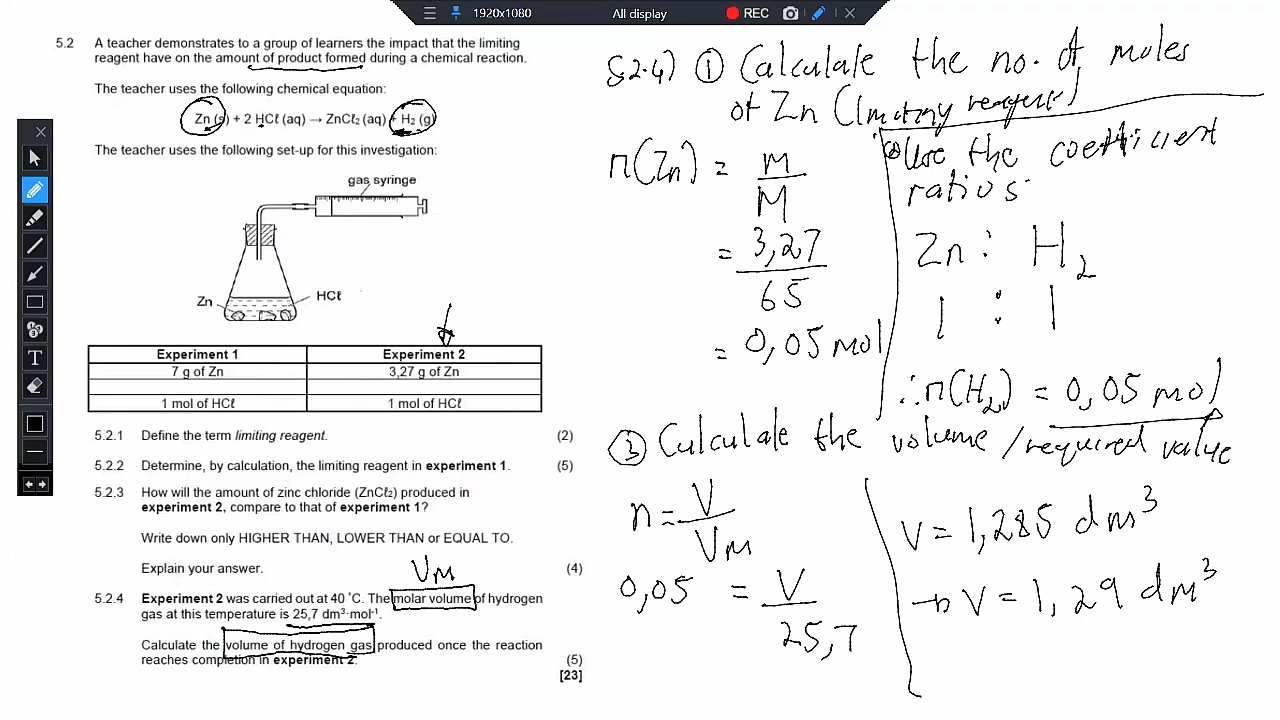 1920x1080 All display REC
5.2 A teacher demonstrates to a group of learners the impact that the limiting
reagent have on the amount of product formed during a chemical reaction.
The teacher uses the following chemical equation:
Zn (s) + 2 HCℓ (aq) → ZnCℓ₂ (aq) + H₂ (g)
The teacher uses the following set-up for this investigation:
gas syringe
Zn
HCℓ
Experiment 1 Experiment 2
7 g of Zn 3,27 g of Zn
1 mol of HCℓ 1 mol of HCℓ
5.2.1 Define the term limiting reagent. (2)
5.2.2 Determine, by calculation, the limiting reagent in experiment 1. (5)
5.2.3 How will the amount of zinc chloride (ZnCℓ₂) produced in
experiment 2, compare to that of experiment 1?
Write down only HIGHER THAN, LOWER THAN or EQUAL TO.
Explain your answer. (4)
VM
5.2.4 Experiment 2 was carried out at 40 °C. The molar volume of hydrogen
gas at this temperature is 25,7 dm³·mol⁻¹.
Calculate the volume of hydrogen gas produced once the reaction
reaches completion in experiment 2. (5)
[23]
5.2.4) ① Calculate the no. of moles
of Zn (limiting reagent)
n(Zn) = m
M
= 3,27
65
= 0,05 mol
② Use the coefficient
ratios
Zn : H₂
1 : 1
∴ n(H₂) = 0,05 mol
③ Calculate the volume/required value
n = V
VM
0,05 = V
25,7
V = 1,285 dm³
→ V = 1,29 dm³
T